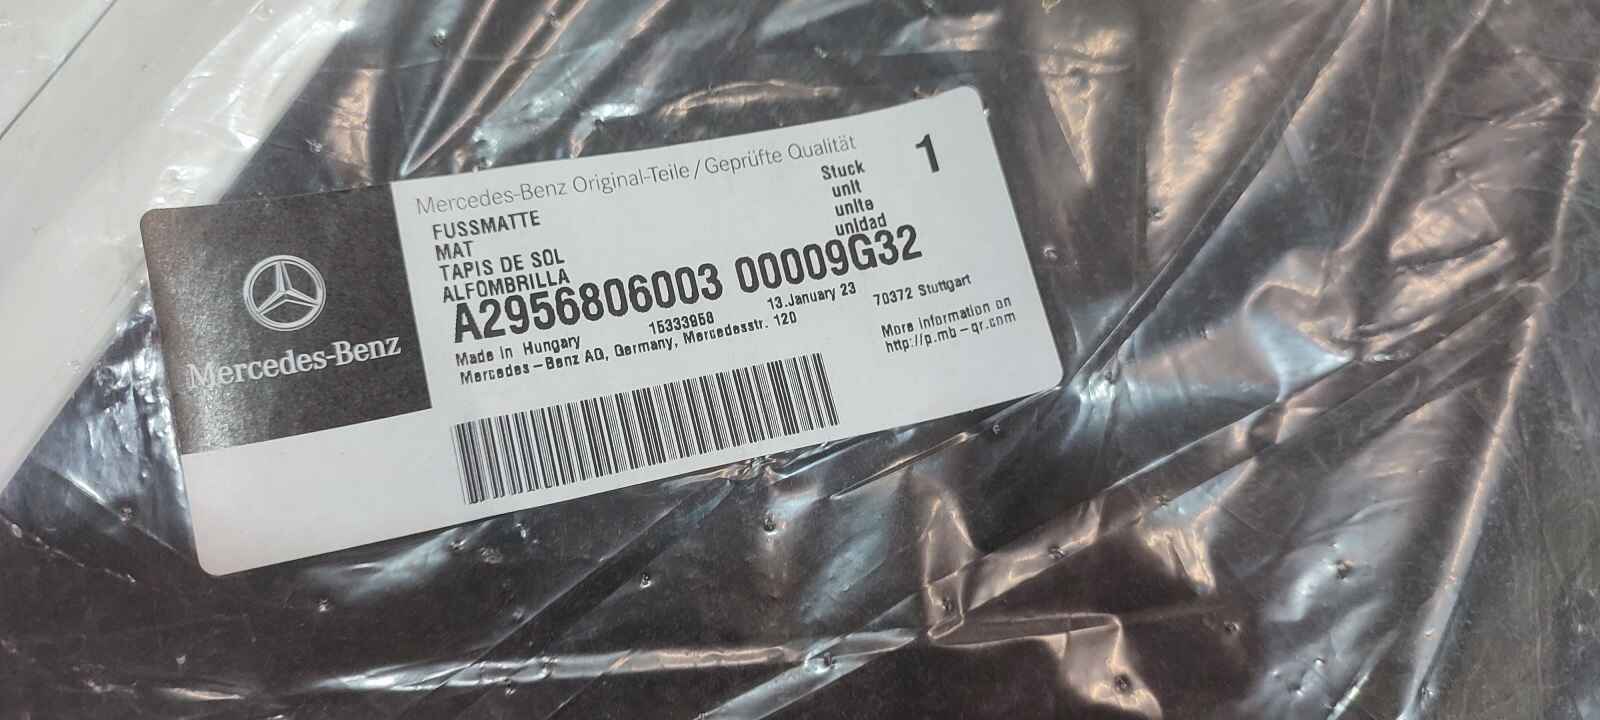 Mercedes-Benz Original-Teile / Geprüfte Qualität
FUSSMATTE
MAT
TAPIS DE SOL
ALFOMBRILLA
Stuck
unit
unite
unidad
1
A2956806003 00009G32
15333958 13.January 23
Made in Hungary
Mercedes-Benz AG, Germany, Mercedesstr. 120 70372 Stuttgart
More information on
http://p.mb-qr.com
Mercedes-Benz